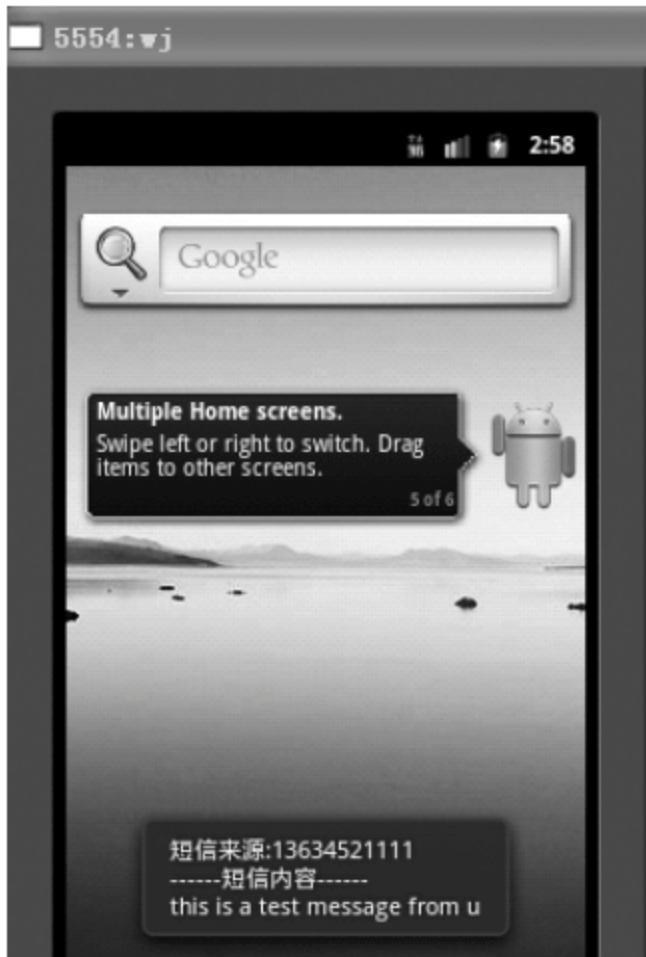 5554:wj
2:58
Google
Multiple Home screens.
Swipe left or right to switch. Drag
items to other screens.
5 of 6
短信来源:13634521111
------短信内容------
this is a test message from u